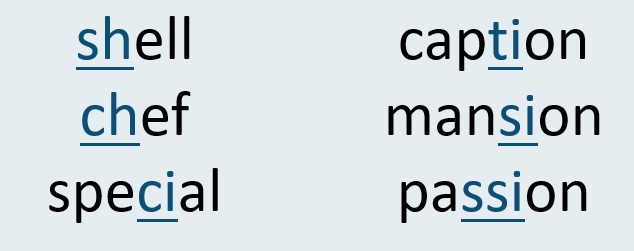 shell caption
chef mansion
special passion